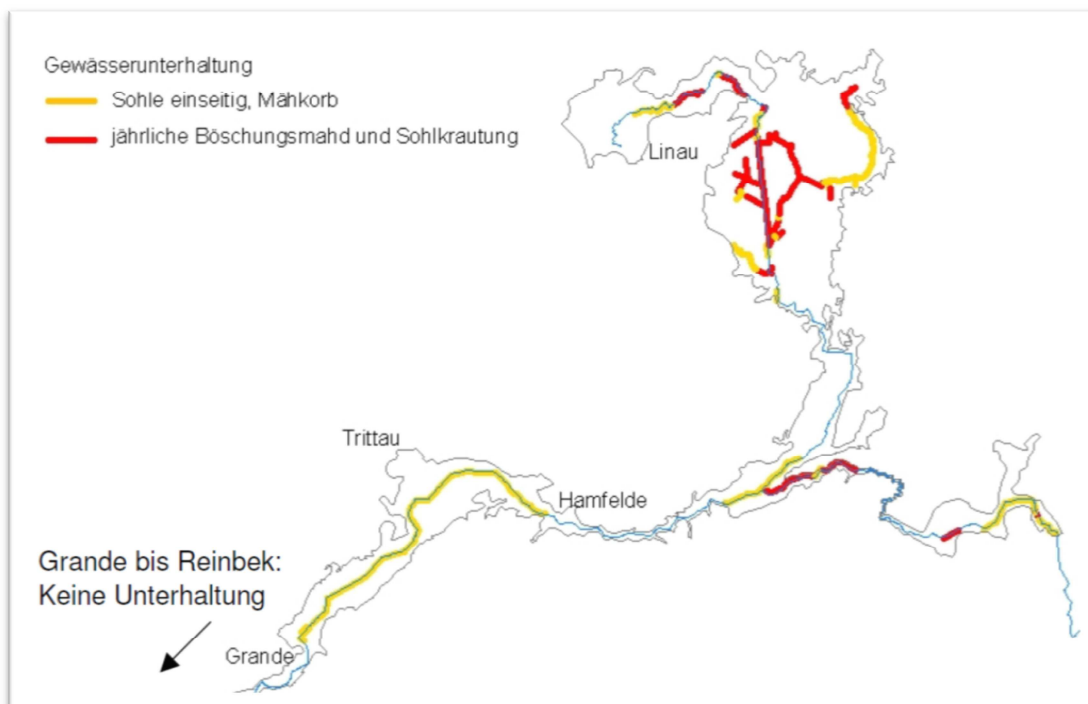 Gewässerunterhaltung
Sohle einseitig, Mähkorb
jährliche Böschungsmahd und Sohlkrautung
Linau
Trittau
Hamfelde
Grande bis Reinbek:
Keine Unterhaltung
Grande